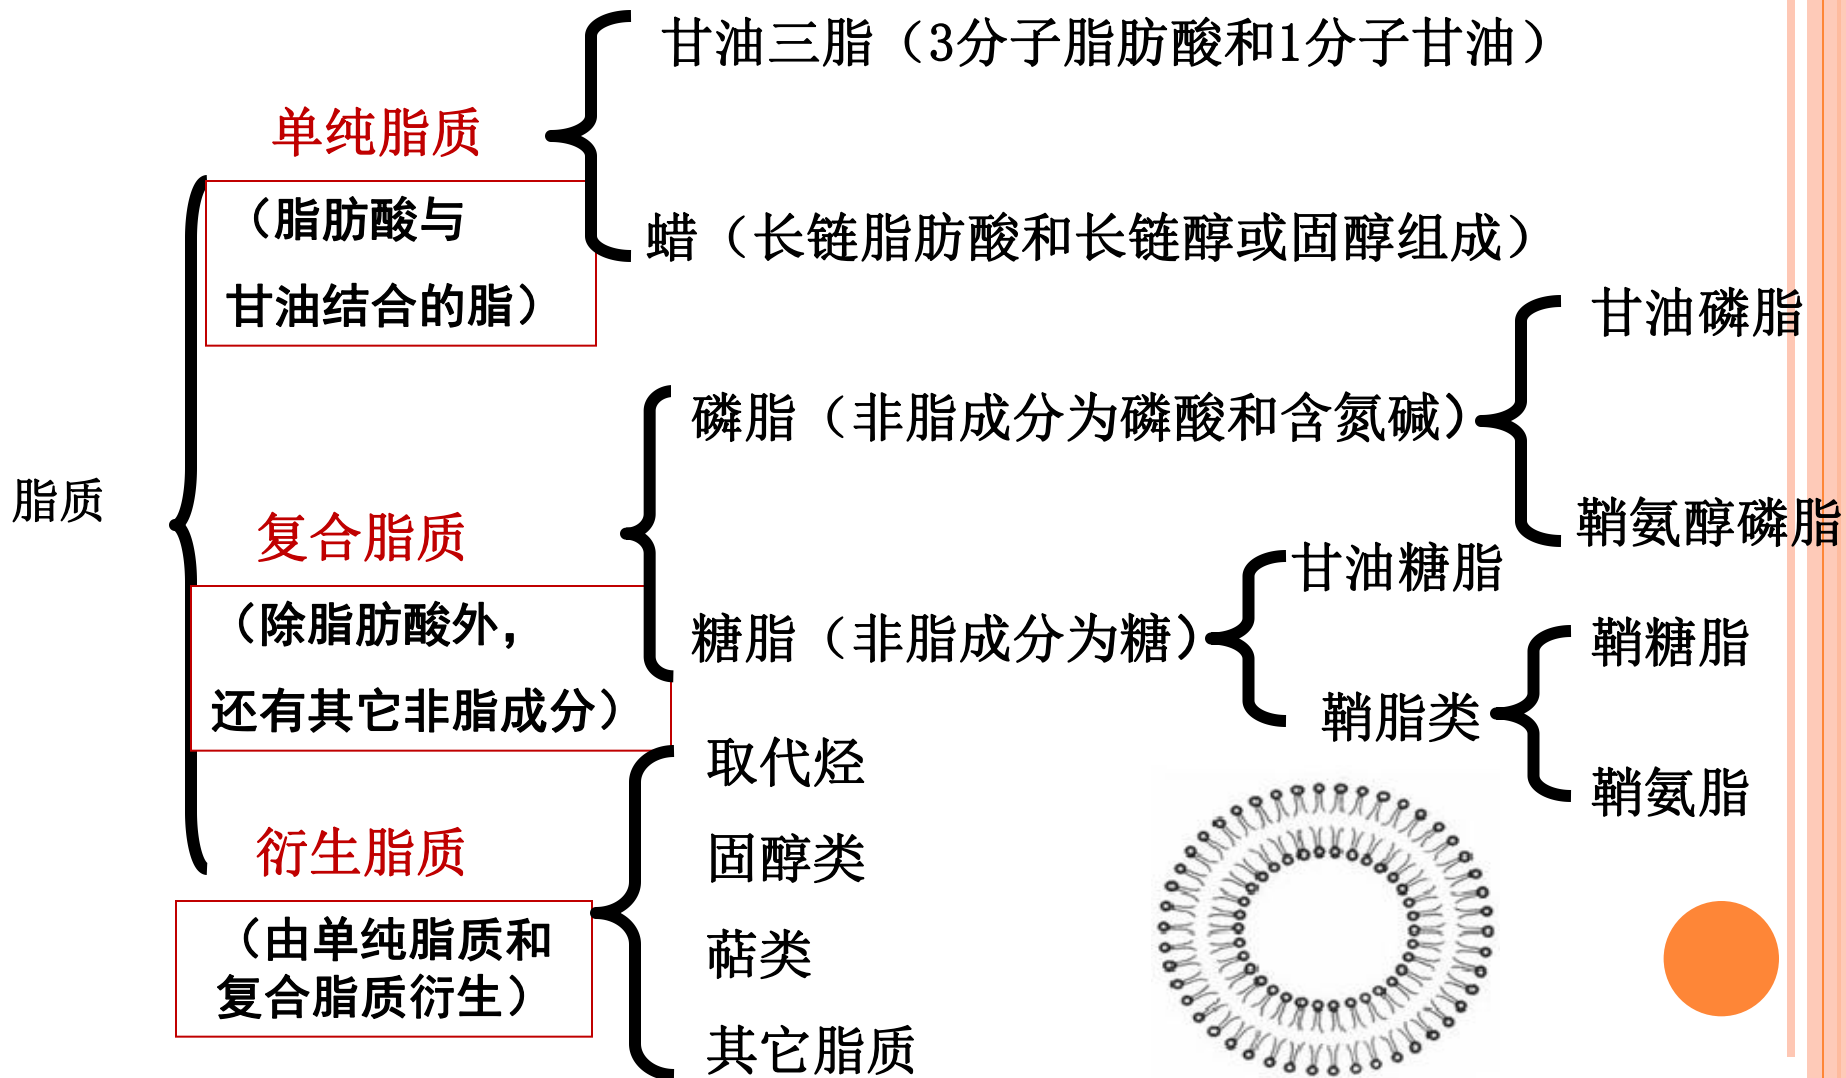 脂质
单纯脂质
（脂肪酸与
甘油结合的脂）
甘油三脂（3分子脂肪酸和1分子甘油）
蜡（长链脂肪酸和长链醇或固醇组成）
复合脂质
（除脂肪酸外，
还有其它非脂成分）
磷脂（非脂成分为磷酸和含氮碱）
甘油磷脂
鞘氨醇磷脂
糖脂（非脂成分为糖）
甘油糖脂
鞘脂类
鞘糖脂
鞘氨脂
衍生脂质
（由单纯脂质和
复合脂质衍生）
取代烃
固醇类
萜类
其它脂质